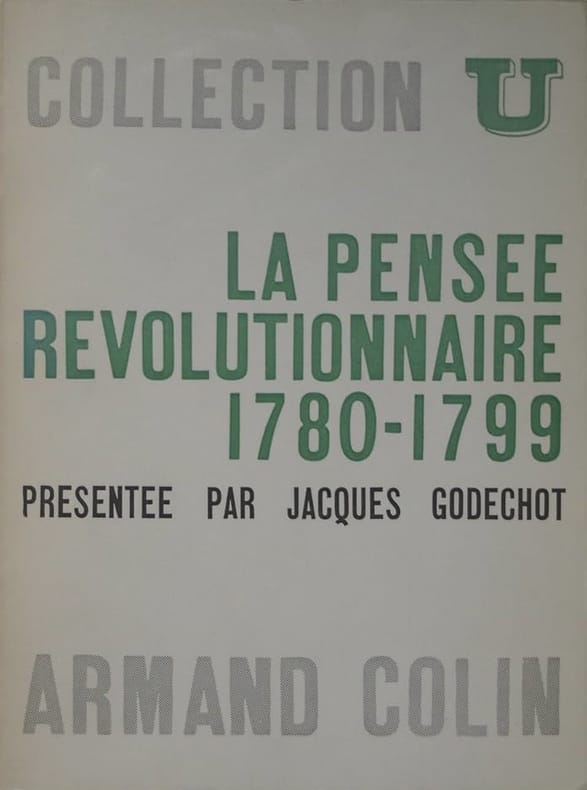 COLLECTION U
LA PENSEE
REVOLUTIONNAIRE
1780-1799
PRESENTEE PAR JACQUES GODECHOT
ARMAND COLIN